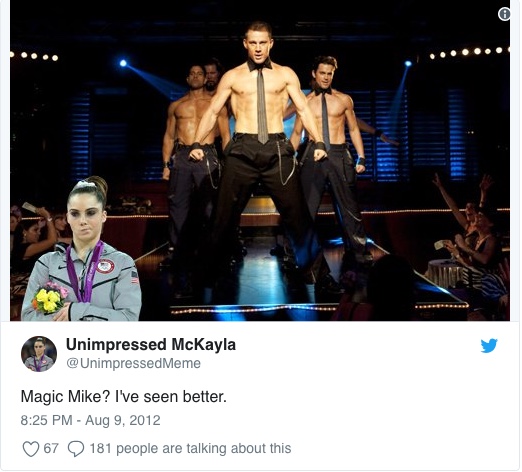 Unimpressed McKayla
@UnimpressedMeme
Magic Mike? I've seen better.
8:25 PM - Aug 9, 2012
67 181 people are talking about this